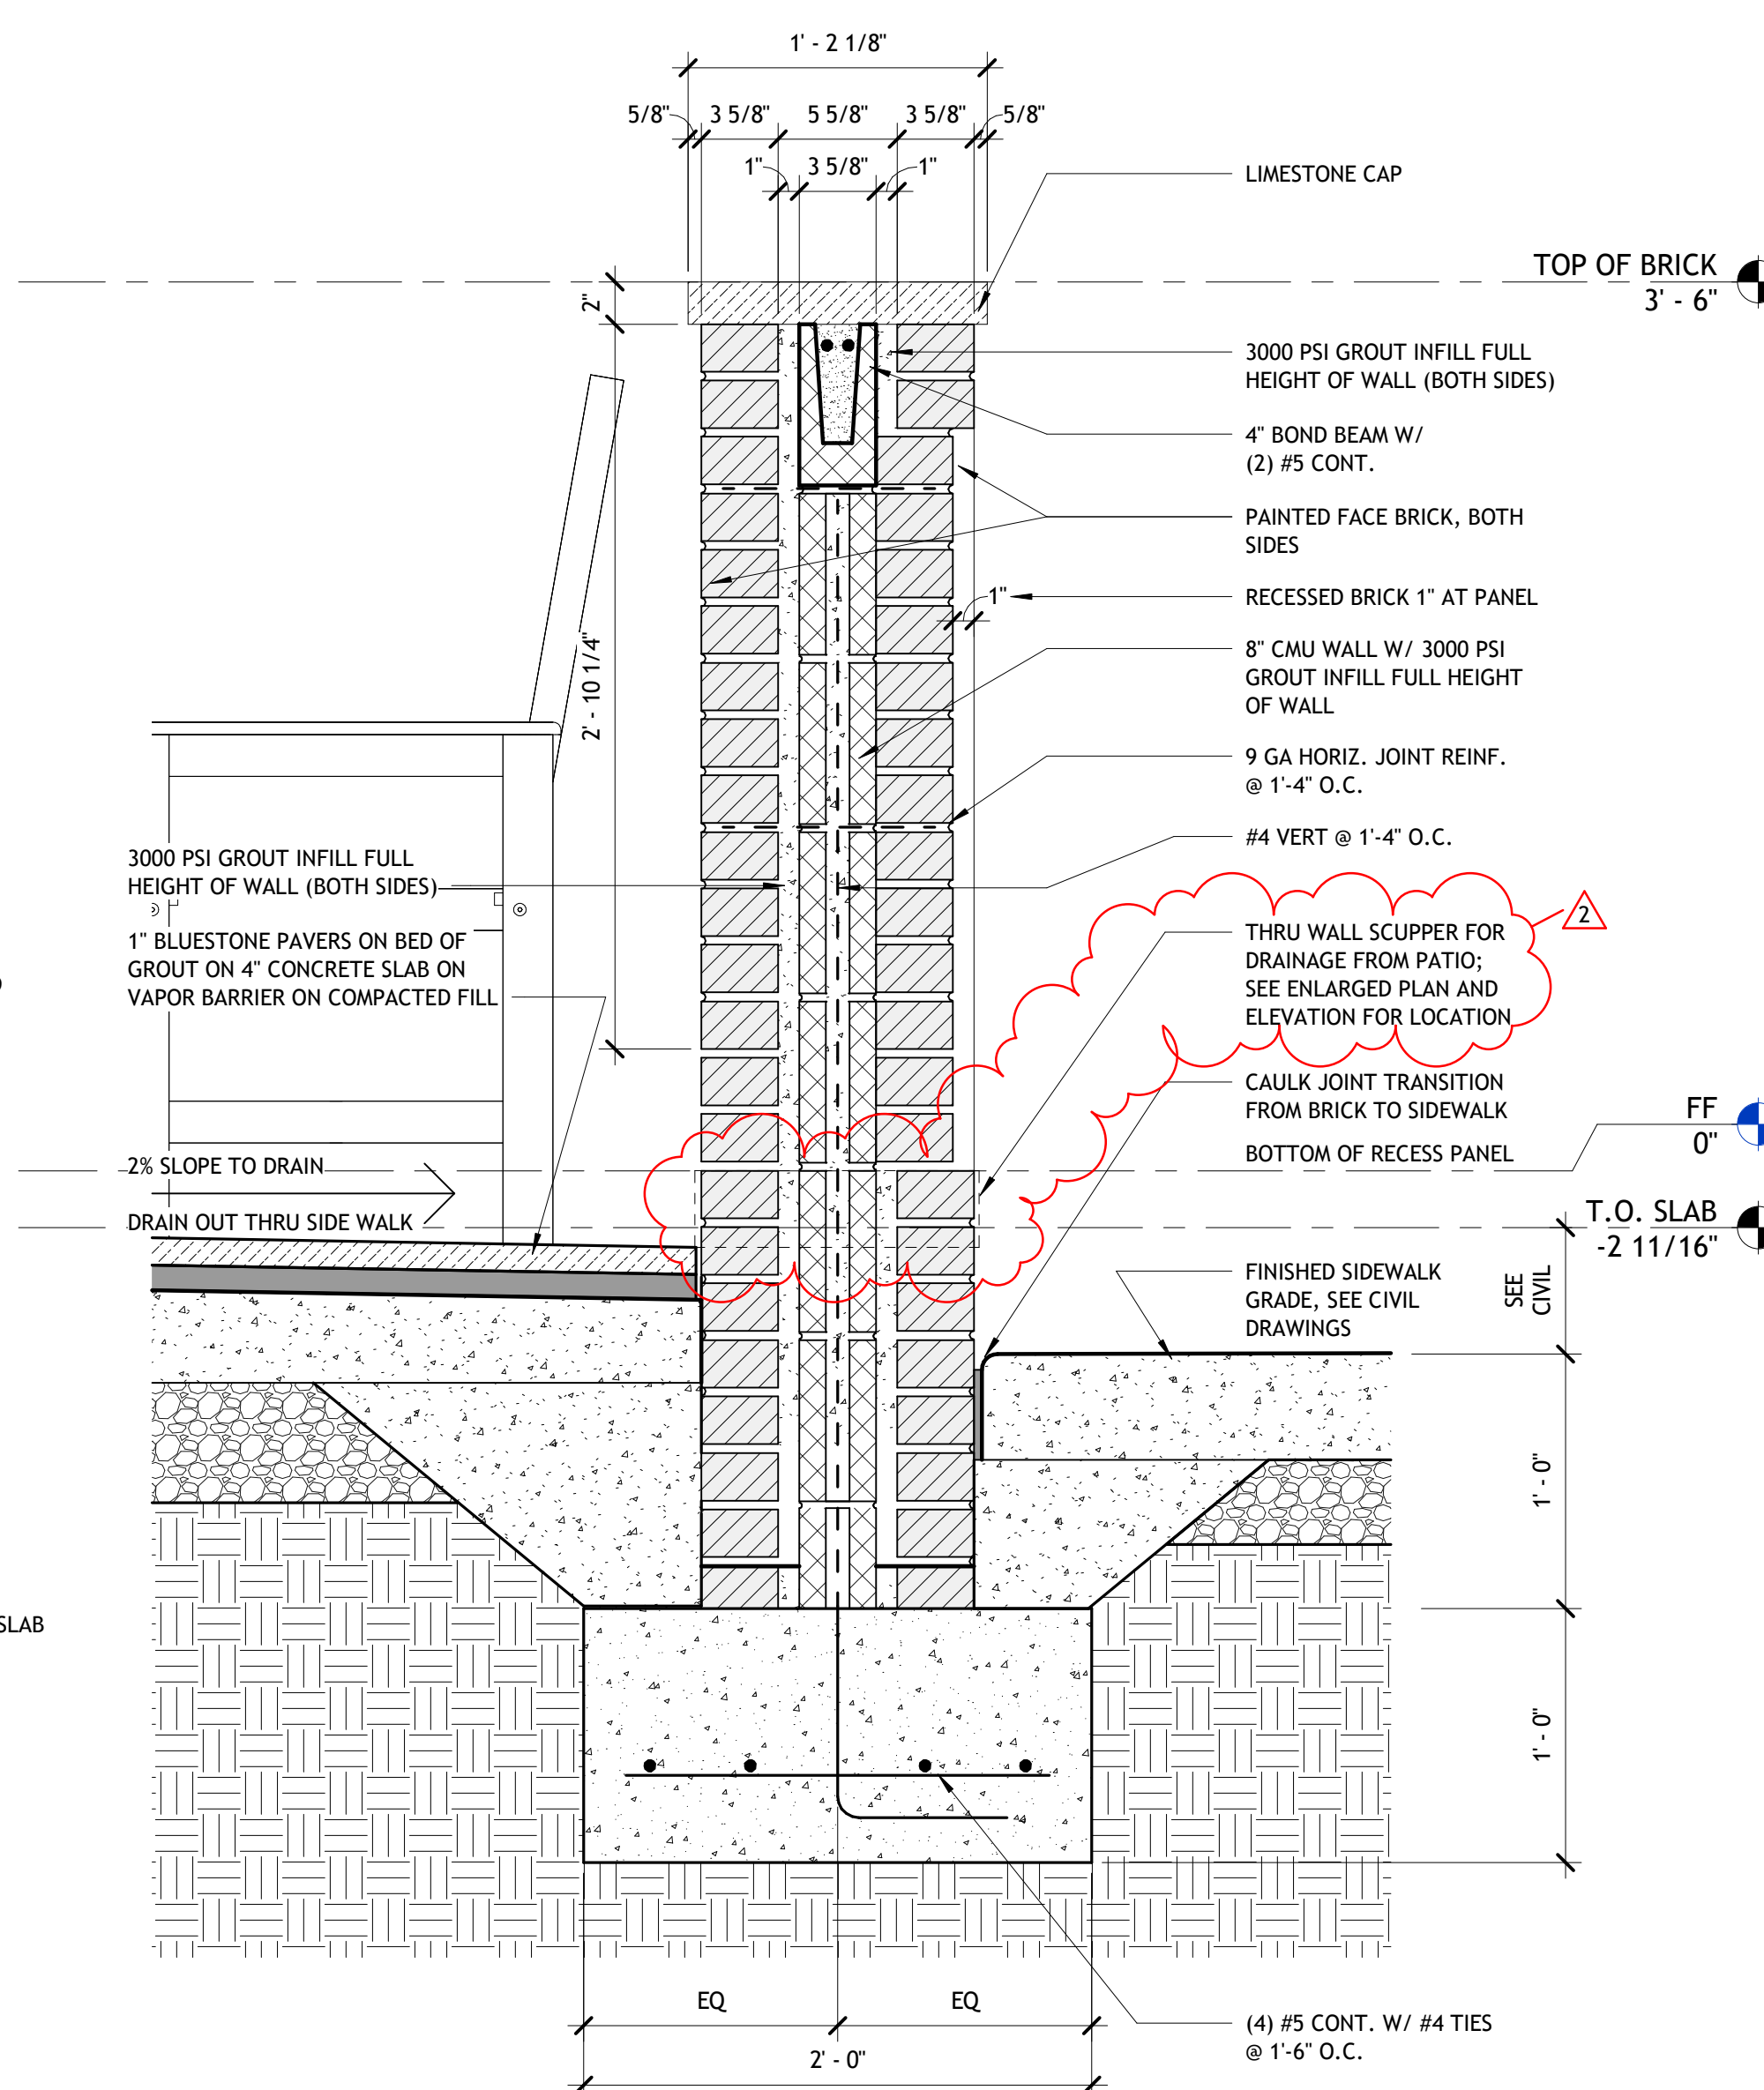 1' - 2 1/8"
5/8"
3 5/8"
5 5/8"
3 5/8"
5/8"
1"
3 5/8"
1"
LIMESTONE CAP
TOP OF BRICK
3' - 6"
2"
3000 PSI GROUT INFILL FULL
HEIGHT OF WALL (BOTH SIDES)
4" BOND BEAM W/
(2) #5 CONT.
PAINTED FACE BRICK, BOTH
SIDES
1"
RECESSED BRICK 1" AT PANEL
2' - 10 1/4"
8" CMU WALL W/ 3000 PSI
GROUT INFILL FULL HEIGHT
OF WALL
9 GA HORIZ. JOINT REINF.
@ 1'-4" O.C.
#4 VERT @ 1'-4" O.C.
3000 PSI GROUT INFILL FULL
HEIGHT OF WALL (BOTH SIDES)
1" BLUESTONE PAVERS ON BED OF
GROUT ON 4" CONCRETE SLAB ON
VAPOR BARRIER ON COMPACTED FILL
2
THRU WALL SCUPPER FOR
DRAINAGE FROM PATIO;
SEE ENLARGED PLAN AND
ELEVATION FOR LOCATION
CAULK JOINT TRANSITION
FROM BRICK TO SIDEWALK
FF
0"
BOTTOM OF RECESS PANEL
2% SLOPE TO DRAIN
DRAIN OUT THRU SIDE WALK
T.O. SLAB
-2 11/16"
FINISHED SIDEWALK
GRADE, SEE CIVIL
DRAWINGS
SEE
CIVIL
1' - 0"
SLAB
1' - 0"
EQ
EQ
(4) #5 CONT. W/ #4 TIES
@ 1'-6" O.C.
2' - 0"